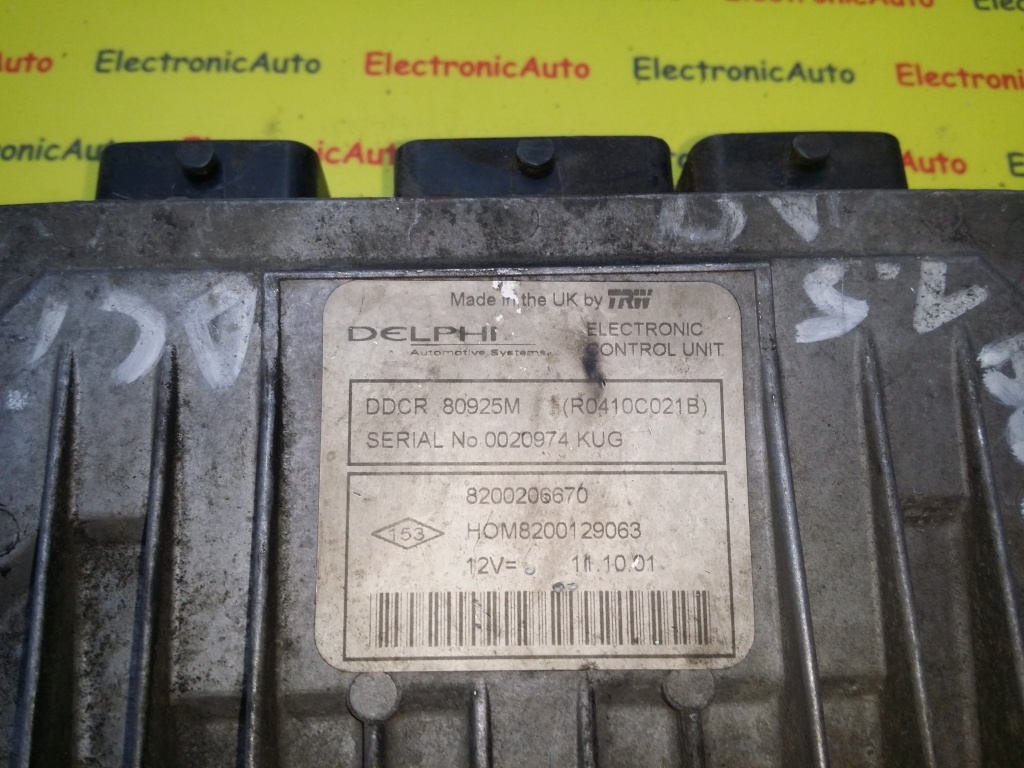 ElectronicAuto ElectronicAuto ElectronicAuto ElectronicAuto
Made in the UK by TRW
DELPHI ELECTRONIC
Automotive Systems CONTROL UNIT
DDCR 80925M (R0410C021B)
SERIAL No 0020974 KUG
8200206670
153 HOM8200129063
12V= 11.10.01
DCI
1.5